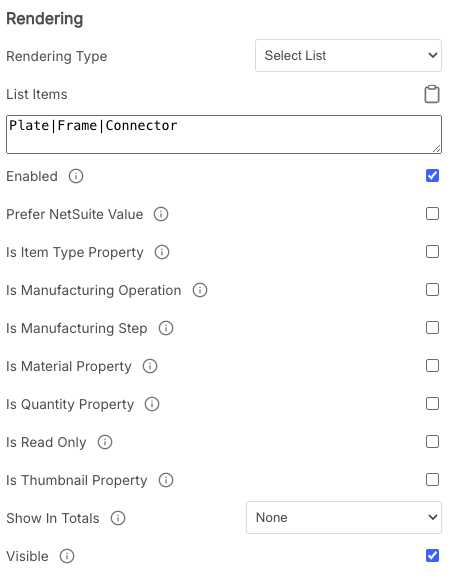 Rendering
Rendering Type Select List
List Items
Plate|Frame|Connector
Enabled
Prefer NetSuite Value
Is Item Type Property
Is Manufacturing Operation
Is Manufacturing Step
Is Material Property
Is Quantity Property
Is Read Only
Is Thumbnail Property
Show In Totals None
Visible